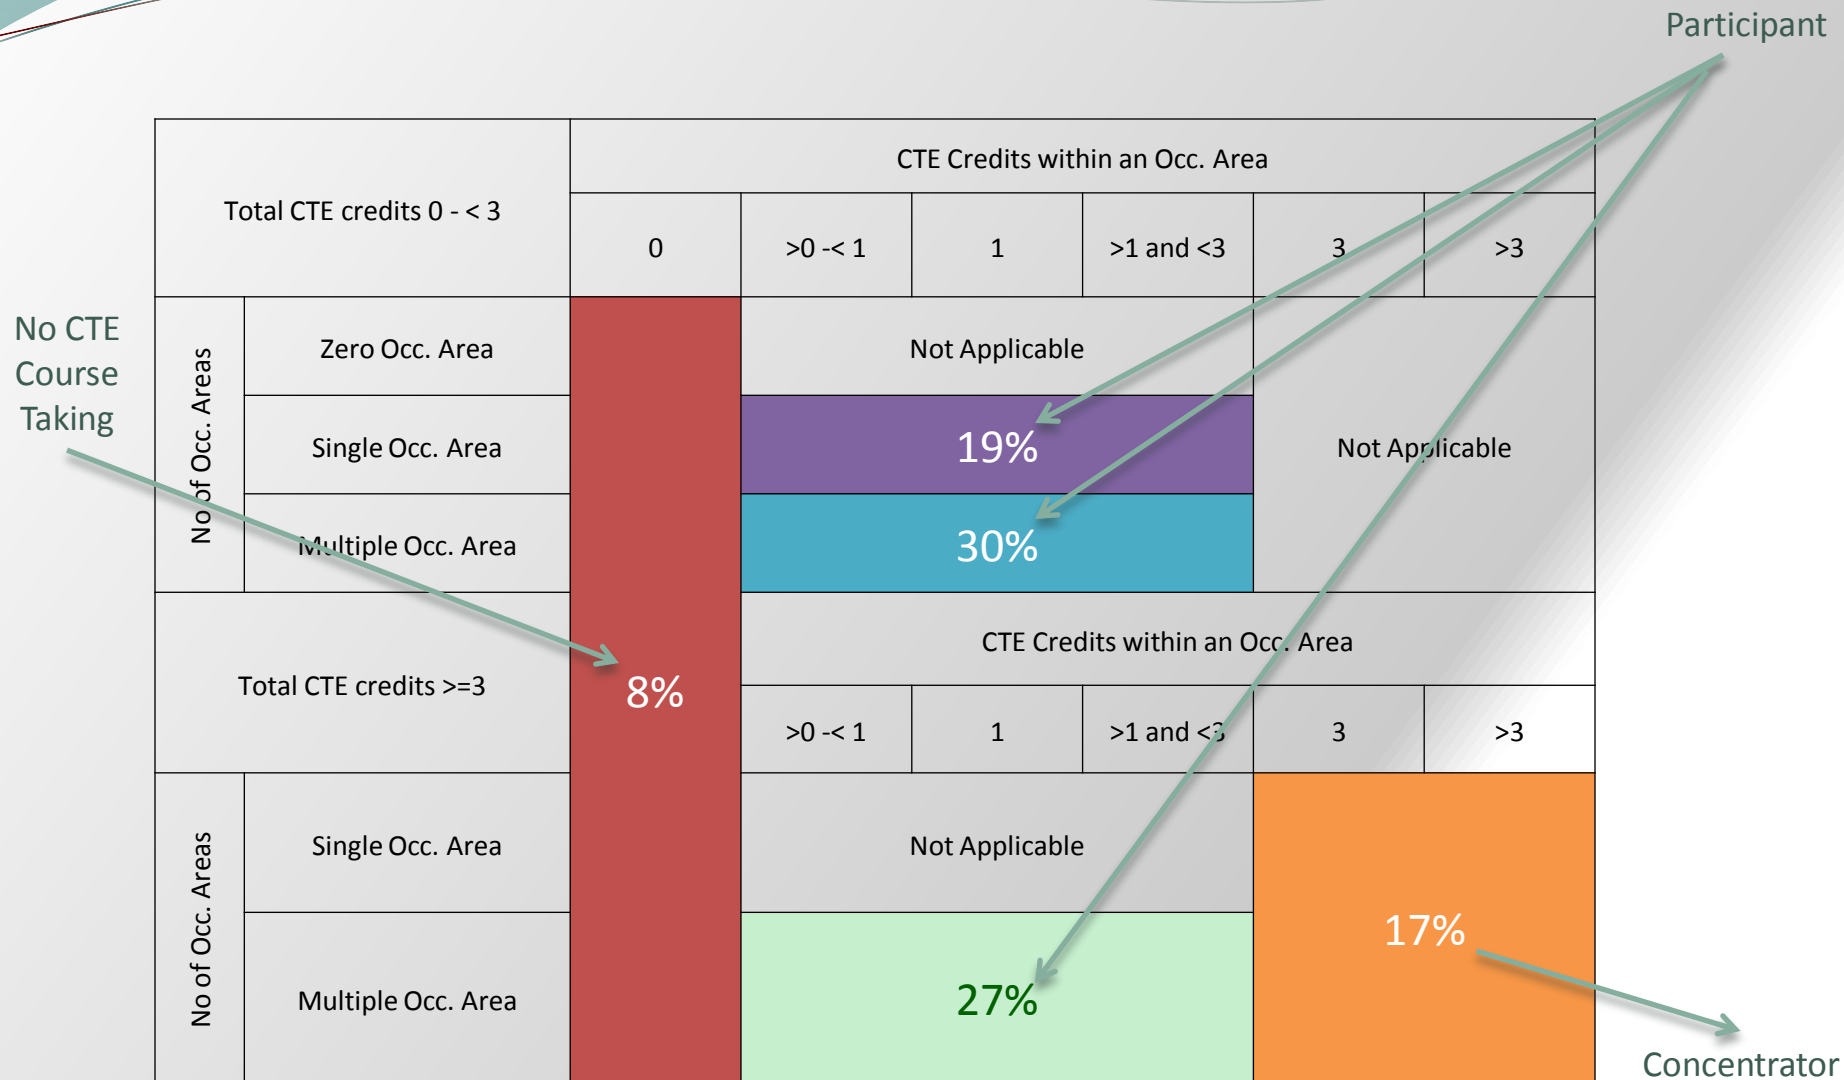 Participant
Total CTE credits 0 - < 3
CTE Credits within an Occ. Area
0
>0 -< 1
1
>1 and <3
3
>3
No CTE
Course
Taking
No of Occ. Areas
Zero Occ. Area
Not Applicable
Single Occ. Area
19%
Not Applicable
Multiple Occ. Area
30%
Total CTE credits >=3
8%
CTE Credits within an Occ. Area
>0 -< 1
1
>1 and <3
3
>3
No of Occ. Areas
Single Occ. Area
Not Applicable
17%
Multiple Occ. Area
27%
Concentrator